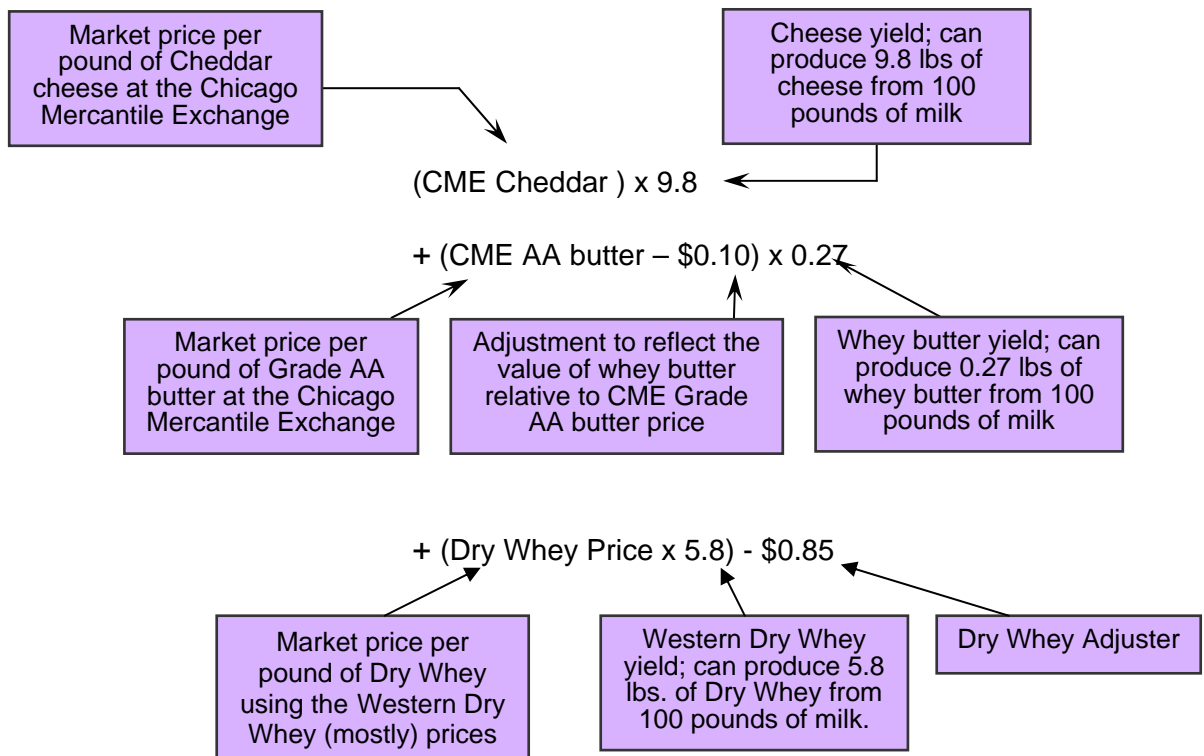 Market price per
pound of Cheddar
cheese at the Chicago
Mercantile Exchange
Cheese yield; can
produce 9.8 lbs of
cheese from 100
pounds of milk
(CME Cheddar ) x 9.8
+ (CME AA butter – $0.10) x 0.27
Market price per
pound of Grade AA
butter at the Chicago
Mercantile Exchange
Adjustment to reflect the
value of whey butter
relative to CME Grade
AA butter price
Whey butter yield; can
produce 0.27 lbs of
whey butter from 100
pounds of milk
+ (Dry Whey Price x 5.8) - $0.85
Market price per
pound of Dry Whey
using the Western Dry
Whey (mostly) prices
Western Dry Whey
yield; can produce 5.8
lbs. of Dry Whey from
100 pounds of milk.
Dry Whey Adjuster